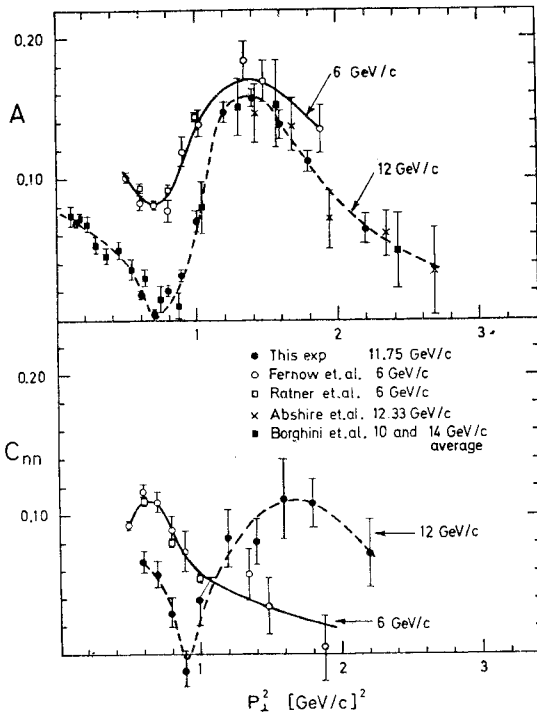 0.20
A
0.10
6 GeV/c
12 GeV/c
1
2
3
● This exp 11.75 GeV/c
○ Fernow et.al. 6 GeV/c
□ Ratner et.al. 6 GeV/c
× Abshire et.al. 12.33 GeV/c
■ Borghini et.al. 10 and 14 GeV/c
average
0.20
Cnn
0.10
0
12 GeV/c
6 GeV/c
1
2
3
P⊥² [GeV/c]²